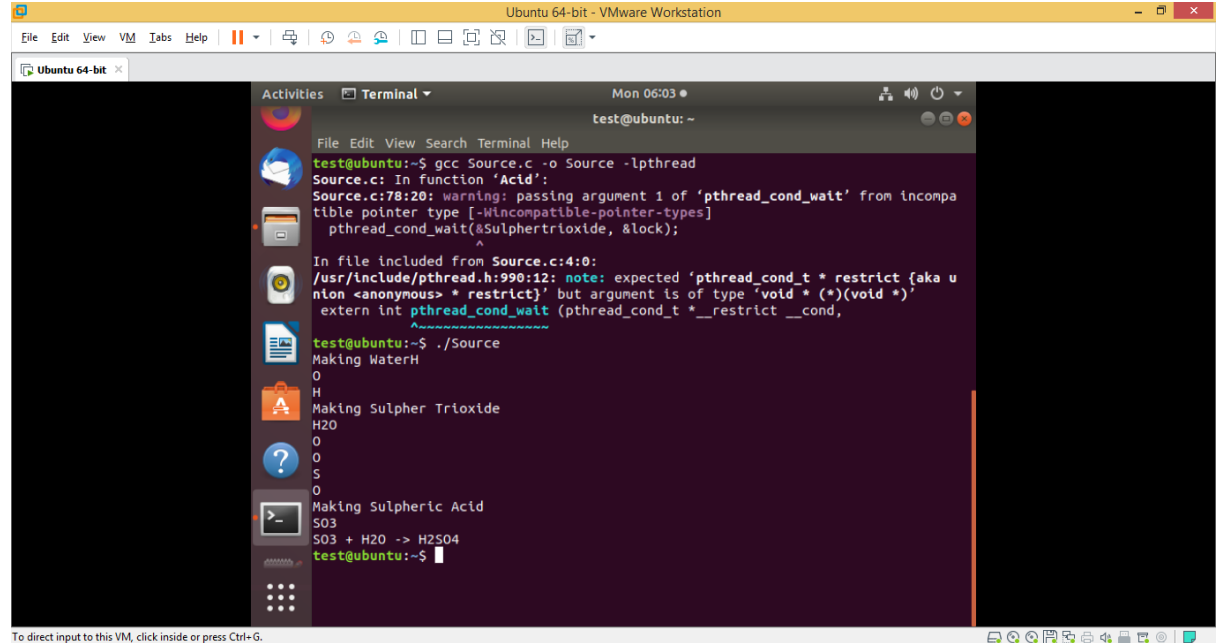 Ubuntu 64-bit - VMware Workstation
File Edit View VM Tabs Help
Ubuntu 64-bit
Activities Terminal Mon 06:03
test@ubuntu: ~
File Edit View Search Terminal Help
test@ubuntu:~$ gcc Source.c -o Source -lpthread
Source.c: In function ‘Acid’:
Source.c:78:20: warning: passing argument 1 of ‘pthread_cond_wait’ from incompa
tible pointer type [-Wincompatible-pointer-types]
pthread_cond_wait(&Sulphertrioxide, &lock);
^
In file included from Source.c:4:0:
/usr/include/pthread.h:990:12: note: expected ‘pthread_cond_t * restrict {aka u
nion <anonymous> * restrict}’ but argument is of type ‘void * (*)(void *)’
extern int pthread_cond_wait (pthread_cond_t *__restrict __cond,
^~~~~~~~~~~~~~~~~
test@ubuntu:~$ ./Source
Making WaterH
O
H
Making Sulpher Trioxide
H2O
O
O
S
O
Making Sulpheric Acid
SO3
SO3 + H2O -> H2SO4
test@ubuntu:~$
To direct input to this VM, click inside or press Ctrl+G.